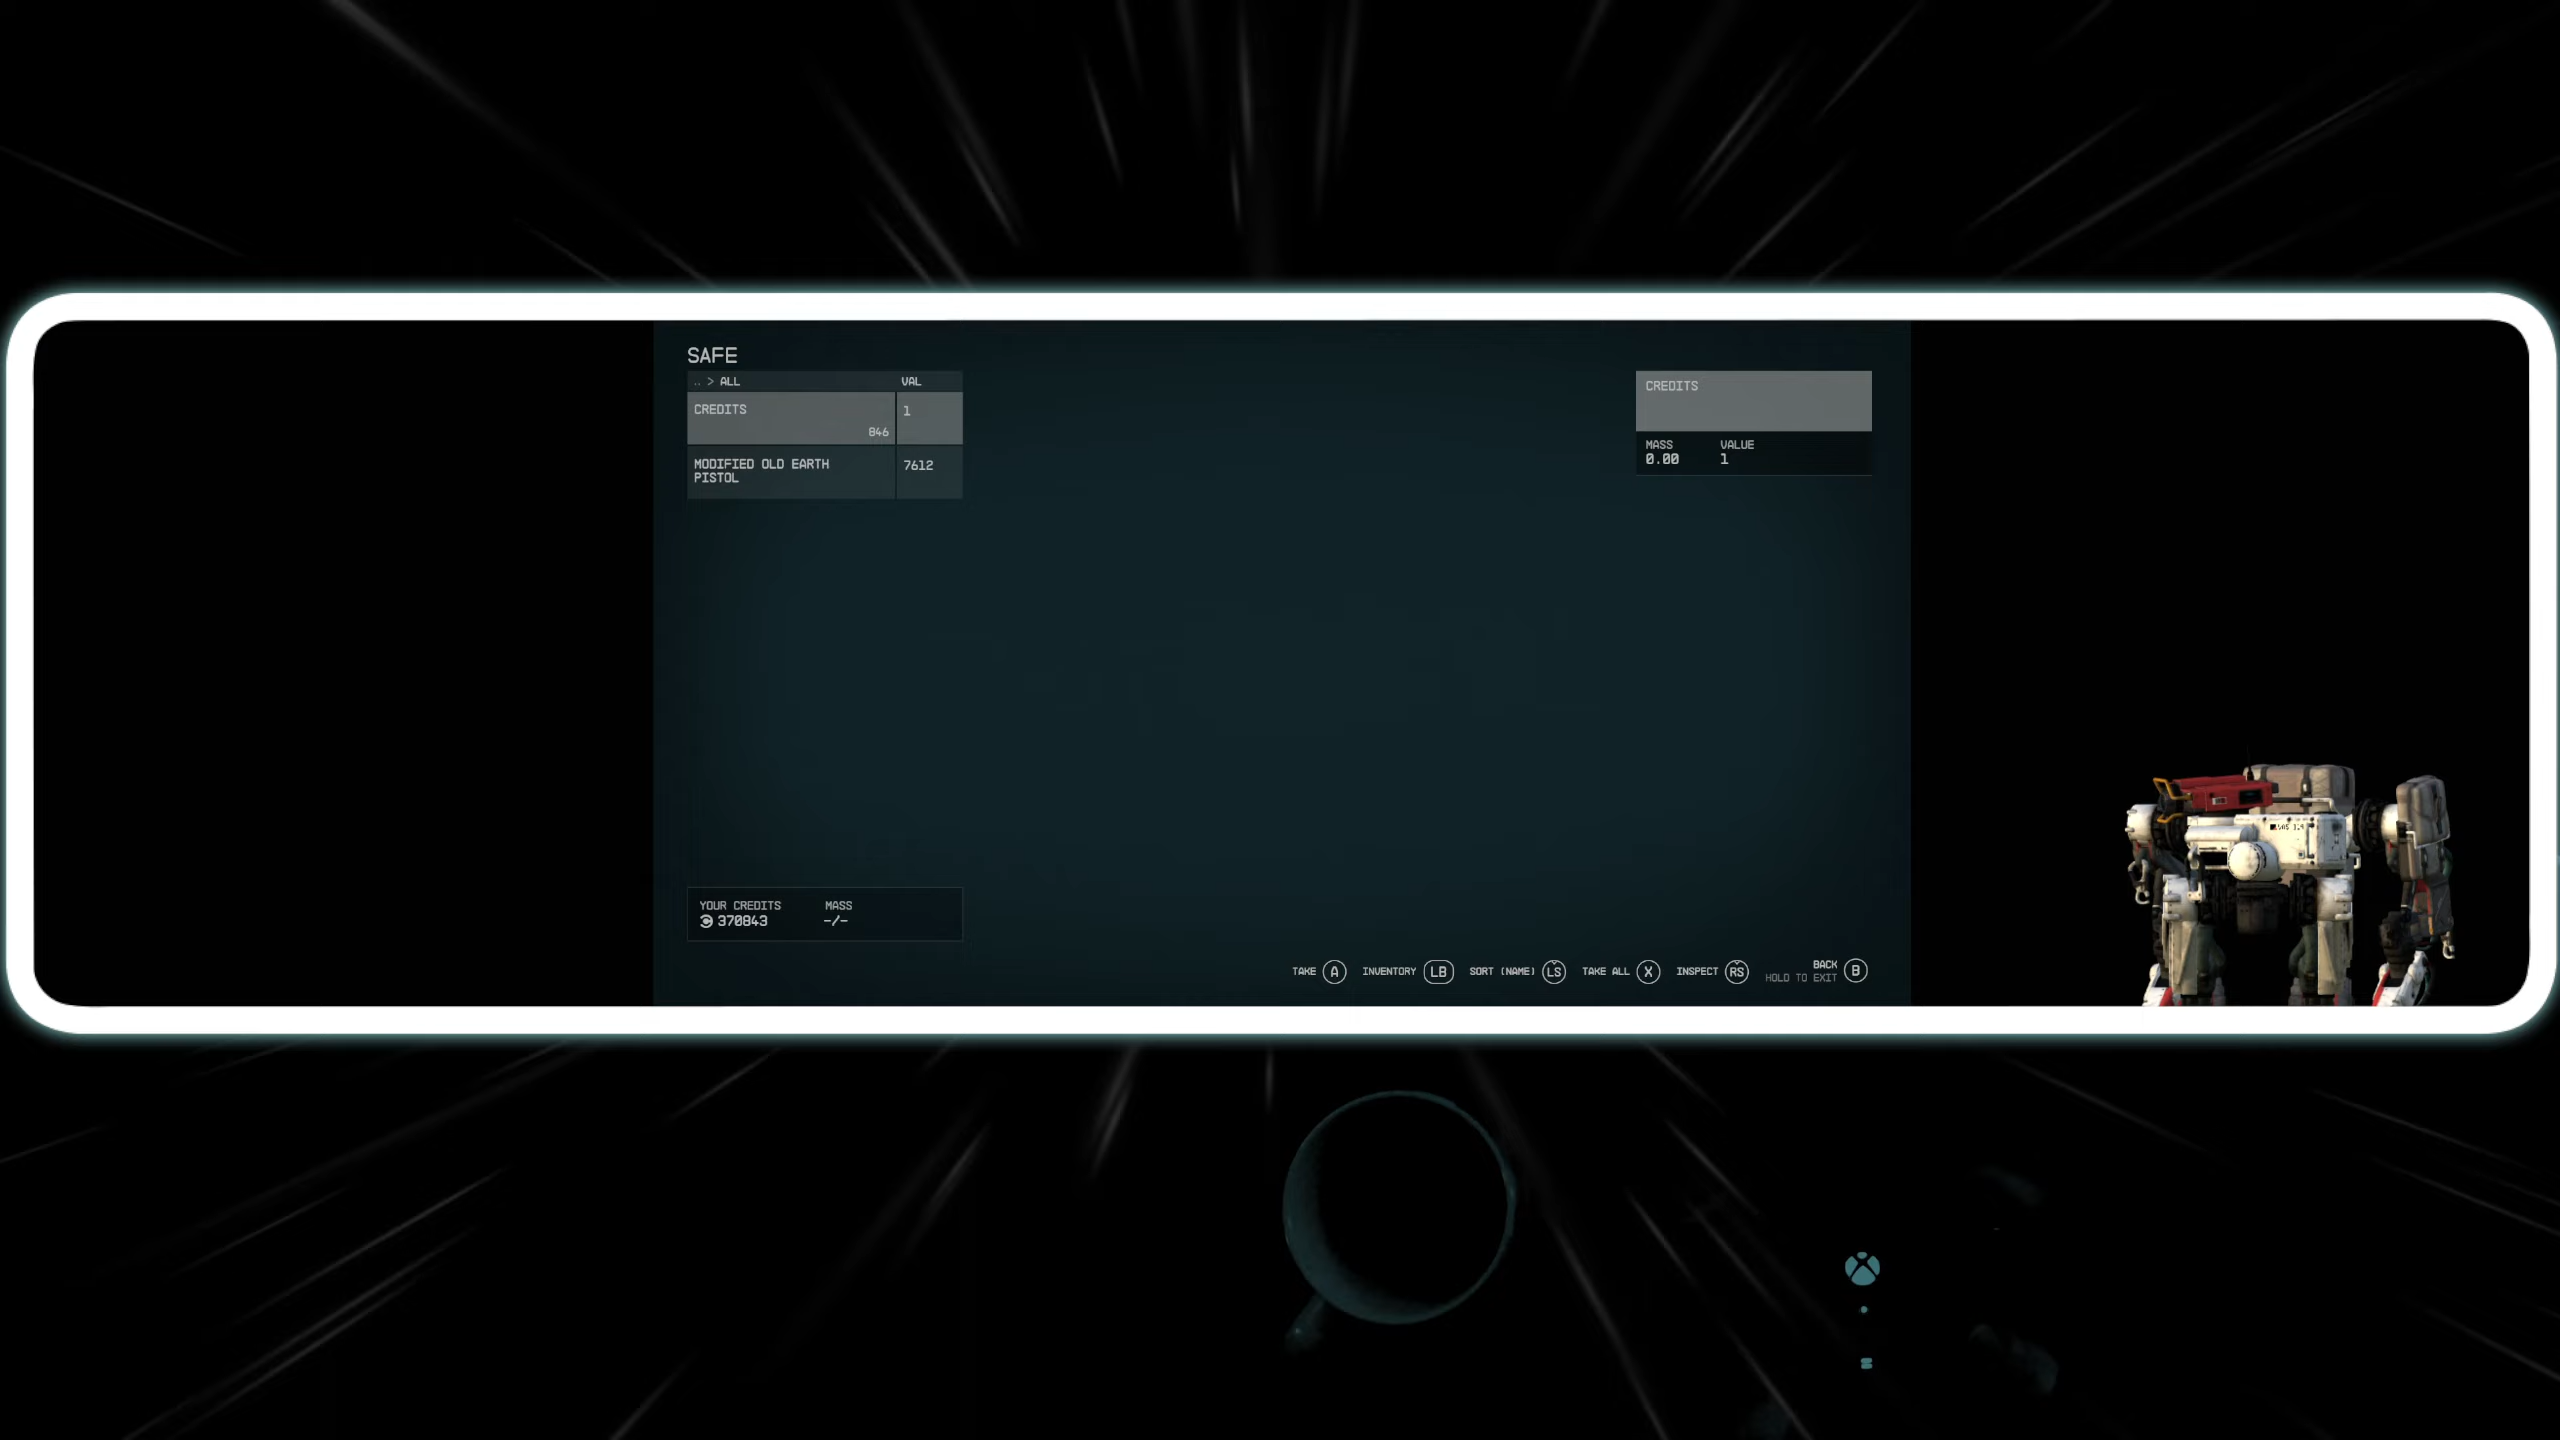 SAFE
.. > ALL VAL
CREDITS 1
846
MODIFIED OLD EARTH 7612
PISTOL
CREDITS
MASS VALUE
0.00 1
YOUR CREDITS MASS
370843 -/-
TAKE A INVENTORY LB SORT (NAME) LS TAKE ALL X INSPECT RS BACK B
HOLD TO EXIT